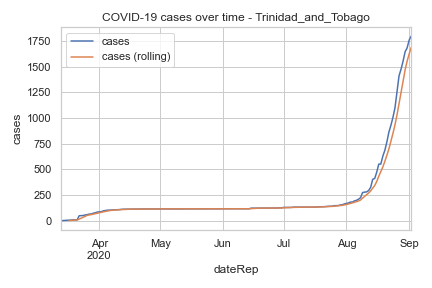 COVID-19 cases over time - Trinidad_and_Tobago
cases
cases (rolling)
cases
1750
1500
1250
1000
750
500
250
0
Apr
2020
May
Jun
Jul
Aug
Sep
dateRep